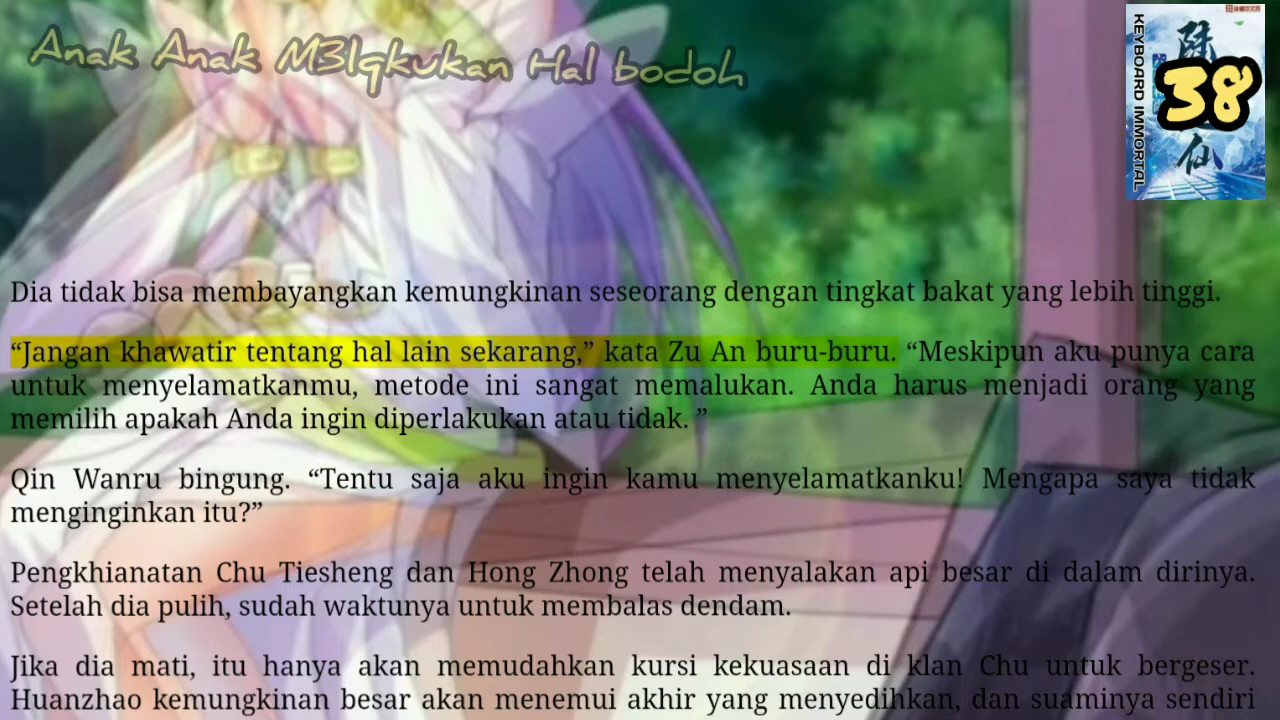 Anak Anak M3lqkukan Hal bodoh
KEYBOARD IMMORTAL
38
仙
Dia tidak bisa membayangkan kemungkinan seseorang dengan tingkat bakat yang lebih tinggi.
“Jangan khawatir tentang hal lain sekarang,” kata Zu An buru-buru. “Meskipun aku punya cara
untuk menyelamatkanmu, metode ini sangat memalukan. Anda harus menjadi orang yang
memilih apakah Anda ingin diperlakukan atau tidak. ”
Qin Wanru bingung. “Tentu saja aku ingin kamu menyelamatkanku! Mengapa saya tidak
menginginkan itu?”
Pengkhianatan Chu Tiesheng dan Hong Zhong telah menyalakan api besar di dalam dirinya.
Setelah dia pulih, sudah waktunya untuk membalas dendam.
Jika dia mati, itu hanya akan memudahkan kursi kekuasaan di klan Chu untuk bergeser.
Huanzhao kemungkinan besar akan menemui akhir yang menyedihkan, dan suaminya sendiri